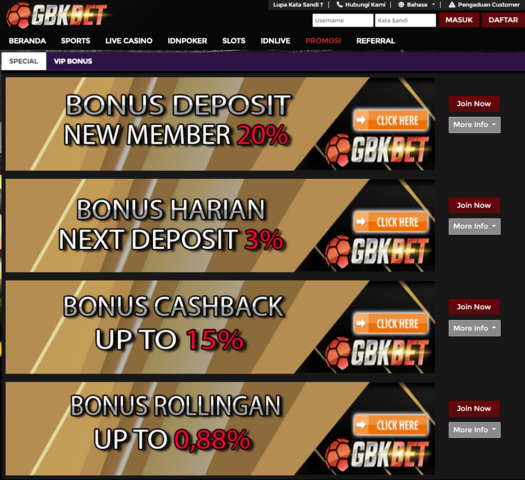 GBKBET
Lupa Kata Sandi ? Hubungi Kami Bahasa Pengaduan Customer
Username Kata Sandi MASUK DAFTAR
BERANDA SPORTS LIVE CASINO IDNPOKER SLOTS IDNLIVE PROMOSI REFERRAL
SPECIAL VIP BONUS
BONUS DEPOSIT
NEW MEMBER 20%
CLICK HERE
GBKBET
Join Now
More Info
BONUS HARIAN
NEXT DEPOSIT 3%
CLICK HERE
GBKBET
Join Now
More Info
BONUS CASHBACK
UP TO 15%
CLICK HERE
GBKBET
Join Now
More Info
BONUS ROLLINGAN
UP TO 0,88%
CLICK HERE
GBKBET
Join Now
More Info